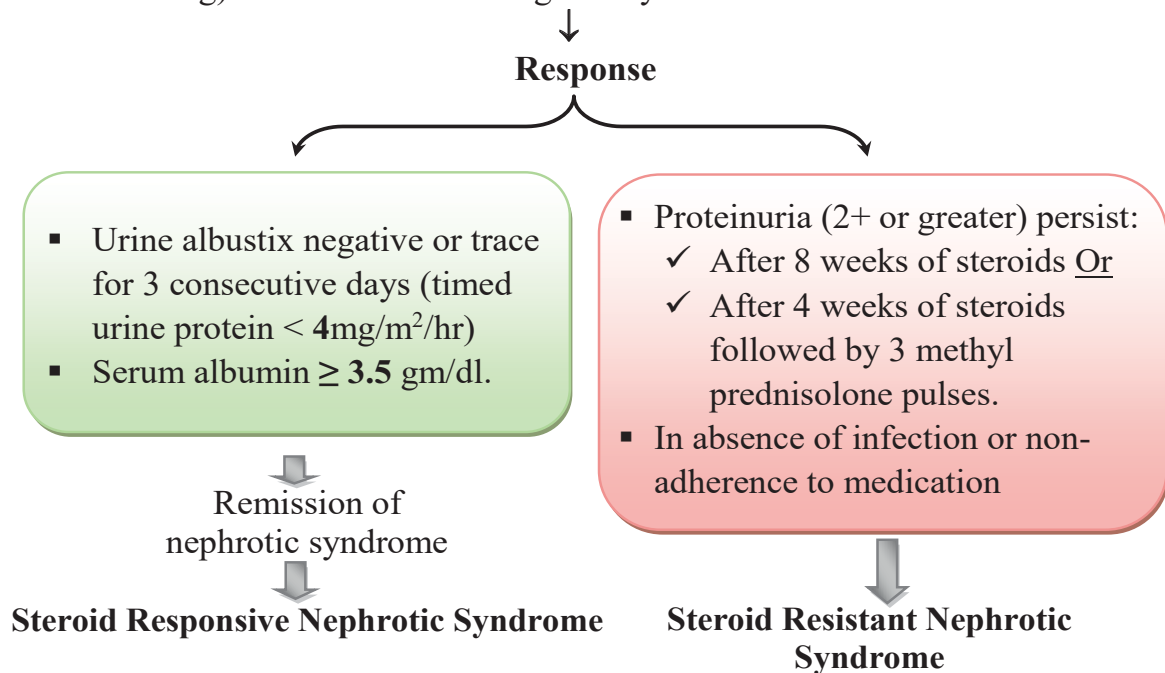 Response
▪ Urine albustix negative or trace
for 3 consecutive days (timed
urine protein < 4mg/m²/hr)
▪ Serum albumin ≥ 3.5 gm/dl.
Remission of
nephrotic syndrome
Steroid Responsive Nephrotic Syndrome
▪ Proteinuria (2+ or greater) persist:
✓ After 8 weeks of steroids Or
✓ After 4 weeks of steroids
followed by 3 methyl
prednisolone pulses.
▪ In absence of infection or non-
adherence to medication
Steroid Resistant Nephrotic
Syndrome